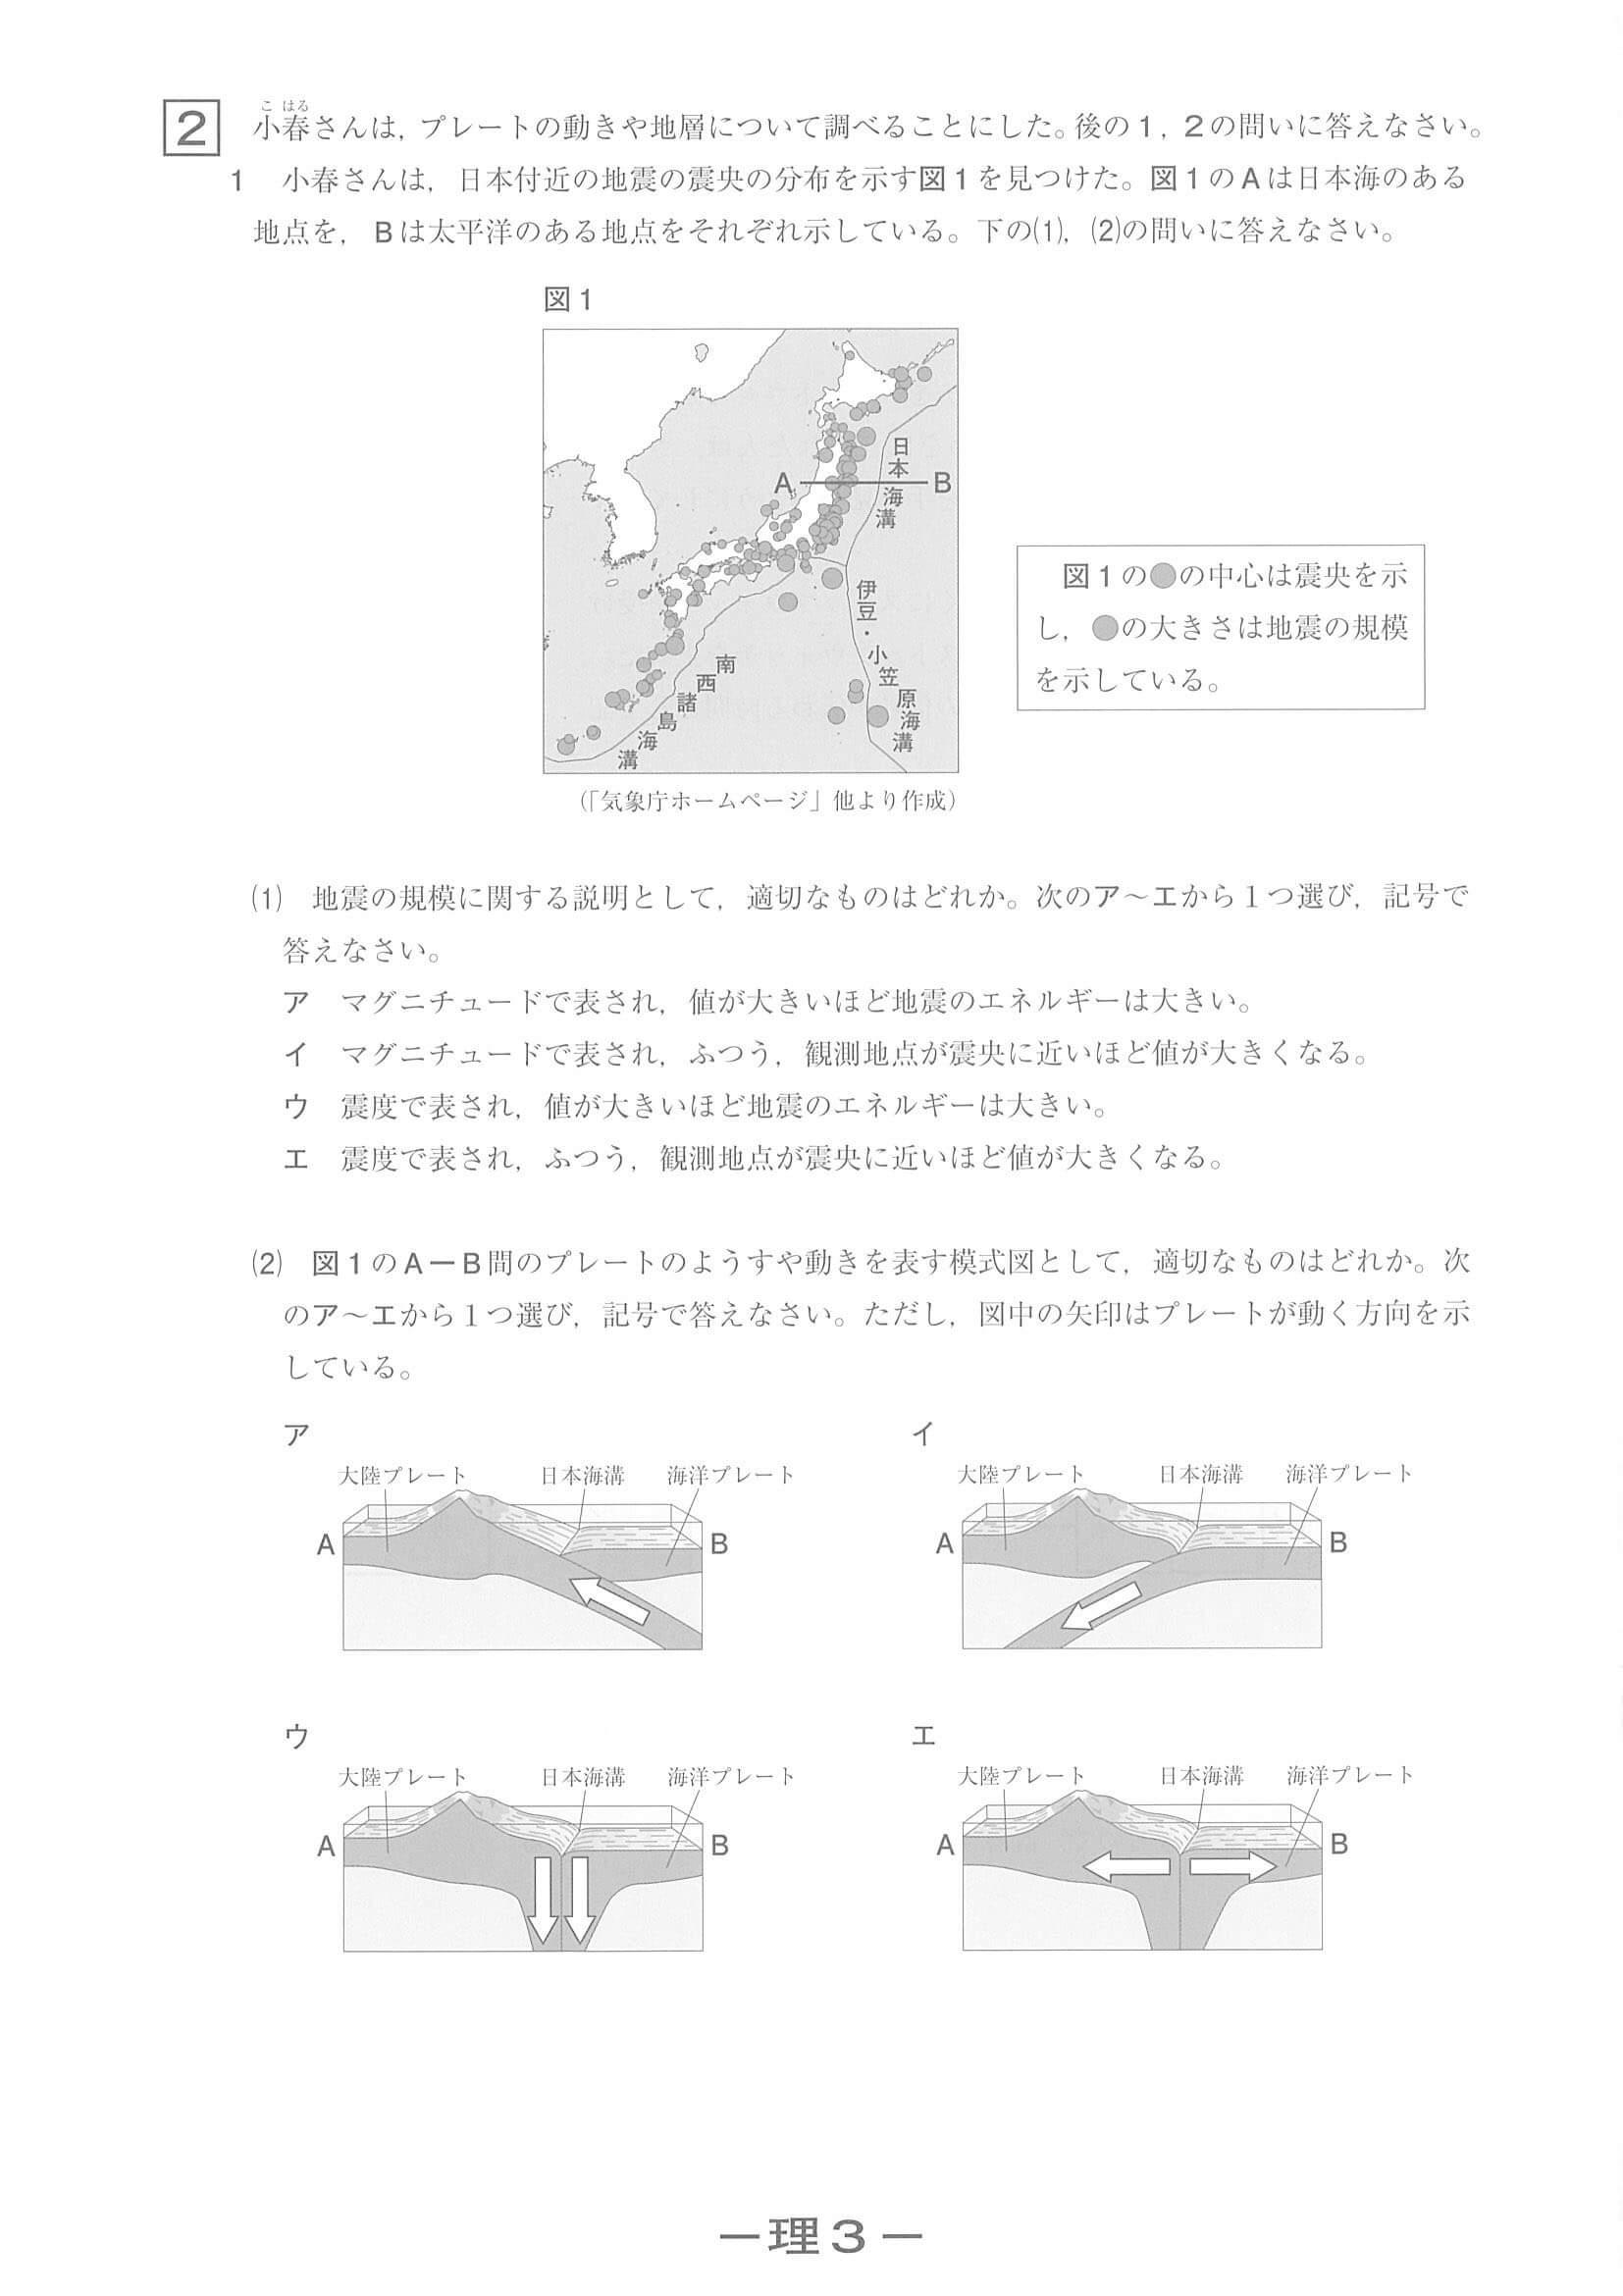 2
こ はる
小春さんは，プレートの動きや地層について調べることにした。後の1，2の問いに答えなさい。
1 小春さんは，日本付近の地震の震央の分布を示す図1を見つけた。図1のAは日本海のある
地点を，Bは太平洋のある地点をそれぞれ示している。下の(1)，(2)の問いに答えなさい。
図1
日本海溝
A
B
伊豆・小笠原海溝
南西諸島海溝
（「気象庁ホームページ」他より作成）
図1の●の中心は震央を示
し，●の大きさは地震の規模
を示している。
(1) 地震の規模に関する説明として，適切なものはどれか。次のア～エから1つ選び，記号で
答えなさい。
ア マグニチュードで表され，値が大きいほど地震のエネルギーは大きい。
イ マグニチュードで表され，ふつう，観測地点が震央に近いほど値が大きくなる。
ウ 震度で表され，値が大きいほど地震のエネルギーは大きい。
エ 震度で表され，ふつう，観測地点が震央に近いほど値が大きくなる。
(2) 図1のA－B間のプレートのようすや動きを表す模式図として，適切なものはどれか。次
のア～エから1つ選び，記号で答えなさい。ただし，図中の矢印はプレートが動く方向を示
している。
ア
大陸プレート 日本海溝 海洋プレート
A
B
イ
大陸プレート 日本海溝 海洋プレート
A
B
ウ
大陸プレート 日本海溝 海洋プレート
A
B
エ
大陸プレート 日本海溝 海洋プレート
A
B
－理3－